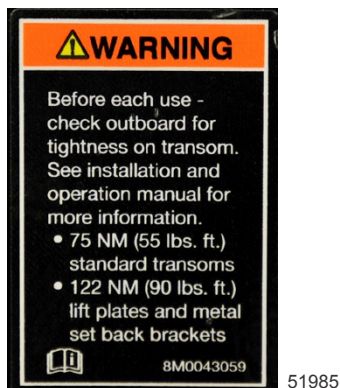 WARNING
Before each use -
check outboard for
tightness on transom.
See installation and
operation manual for
more information.
• 75 NM (55 lbs. ft.)
standard transoms
• 122 NM (90 lbs. ft.)
lift plates and metal
set back brackets
8M0043059
51985